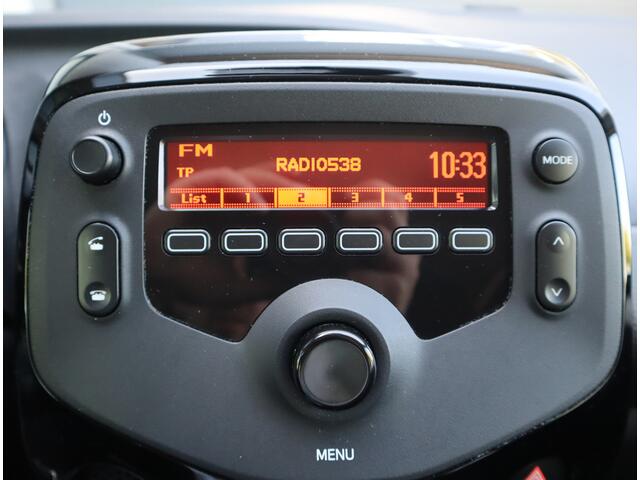 FM
RADIO538
10:33
TP
List 1 2 3 4 5
MODE
MENU